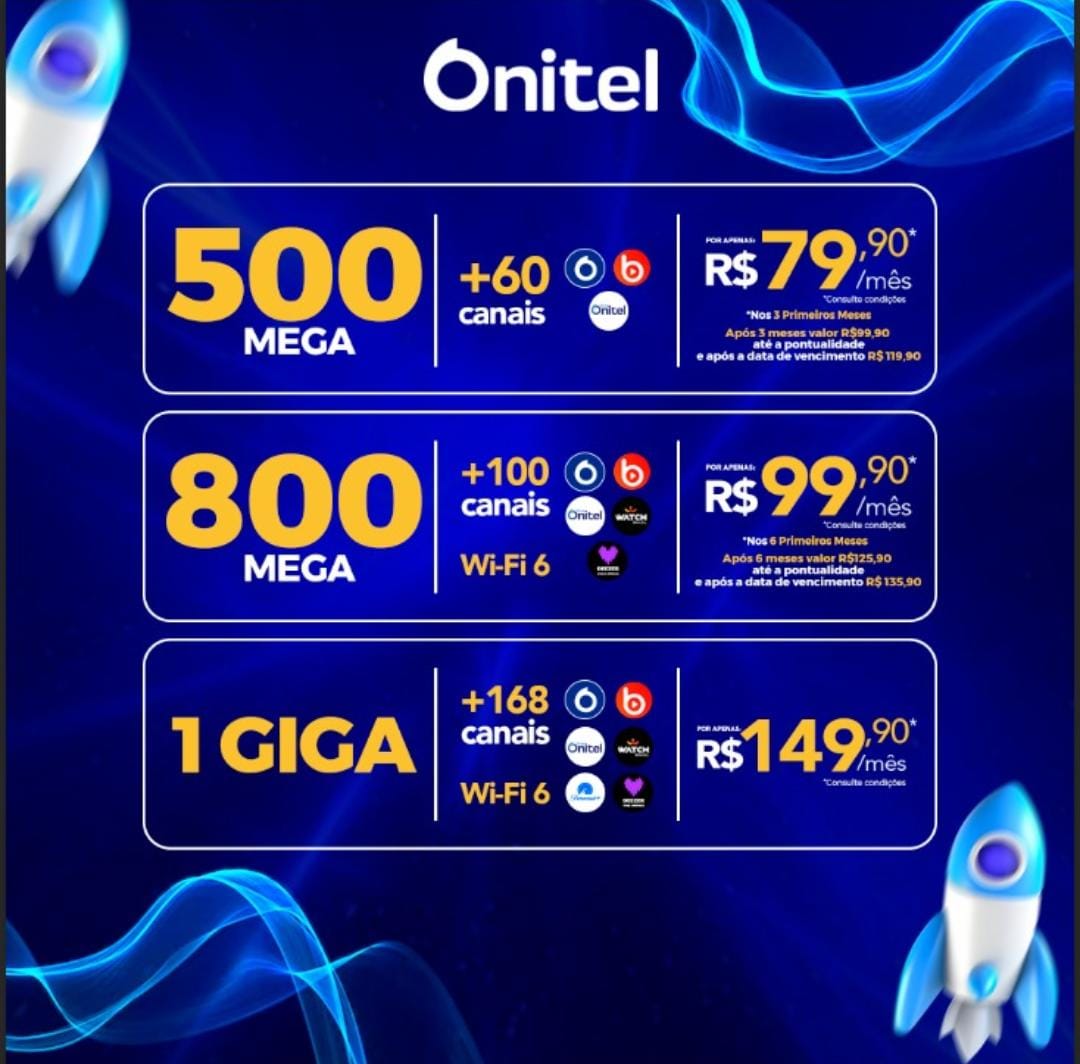 Onitel
500
MEGA
+60
canais
Onitel
POR APENAS:
R$79,90*
/mês
*Consulte condições
*Nos 3 Primeiros Meses
Após 3 meses valor R$99,90
até a pontualidade
e após a data de vencimento R$ 119,90
800
MEGA
+100
canais
Onitel
WATCH
Wi-Fi 6
POR APENAS:
R$99,90*
/mês
*Consulte condições
*Nos 6 Primeiros Meses
Após 6 meses valor R$125,90
até a pontualidade
e após a data de vencimento R$ 135,90
1 GIGA
+168
canais
Onitel
WATCH
Wi-Fi 6
POR APENAS:
R$149,90*
/mês
*Consulte condições